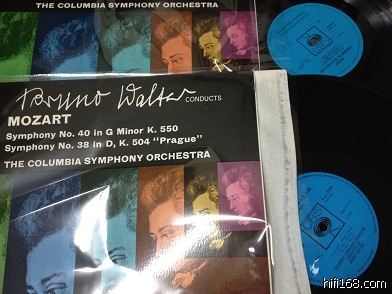 THE COLUMBIA SYMPHONY ORCHESTRA
Bruno Walter CONDUCTS
MOZART
Symphony No. 40 in G Minor K. 550
Symphony No. 38 in D, K. 504 "Prague"
THE COLUMBIA SYMPHONY ORCHESTRA
CBS
hifi168.com